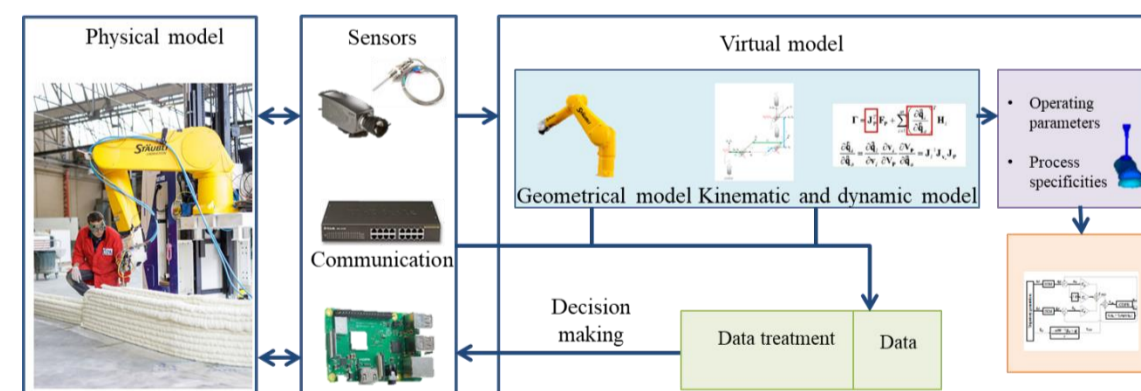 Physical model
Sensors
Virtual model
STÄUBLI
Geometrical model
Kinematic and dynamic model
• Operating
parameters
• Process
specificities
Communication
Decision
making
Data treatment
Data